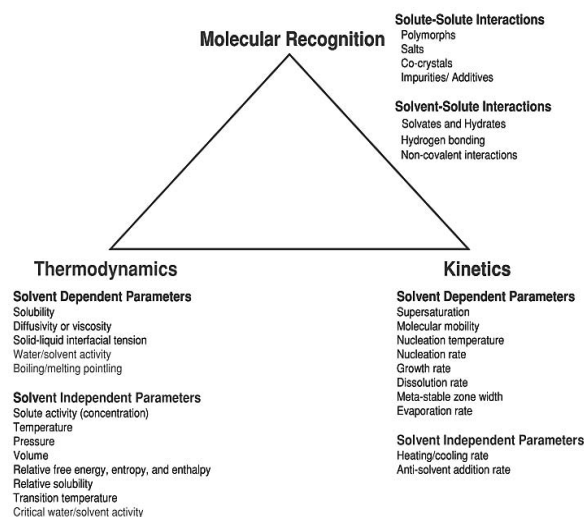 Molecular Recognition
Solute-Solute Interactions
Polymorphs
Salts
Co-crystals
Impurities/ Additives
Solvent-Solute Interactions
Solvates and Hydrates
Hydrogen bonding
Non-covalent interactions
Thermodynamics
Solvent Dependent Parameters
Solubility
Diffusivity or viscosity
Solid-liquid interfacial tension
Water/solvent activity
Boiling/melting pointling
Solvent Independent Parameters
Solute activity (concentration)
Temperature
Pressure
Volume
Relative free energy, entropy, and enthalpy
Relative solubility
Transition temperature
Critical water/solvent activity
Kinetics
Solvent Dependent Parameters
Supersaturation
Molecular mobility
Nucleation temperature
Nucleation rate
Growth rate
Dissolution rate
Meta-stable zone width
Evaporation rate
Solvent Independent Parameters
Heating/cooling rate
Anti-solvent addition rate